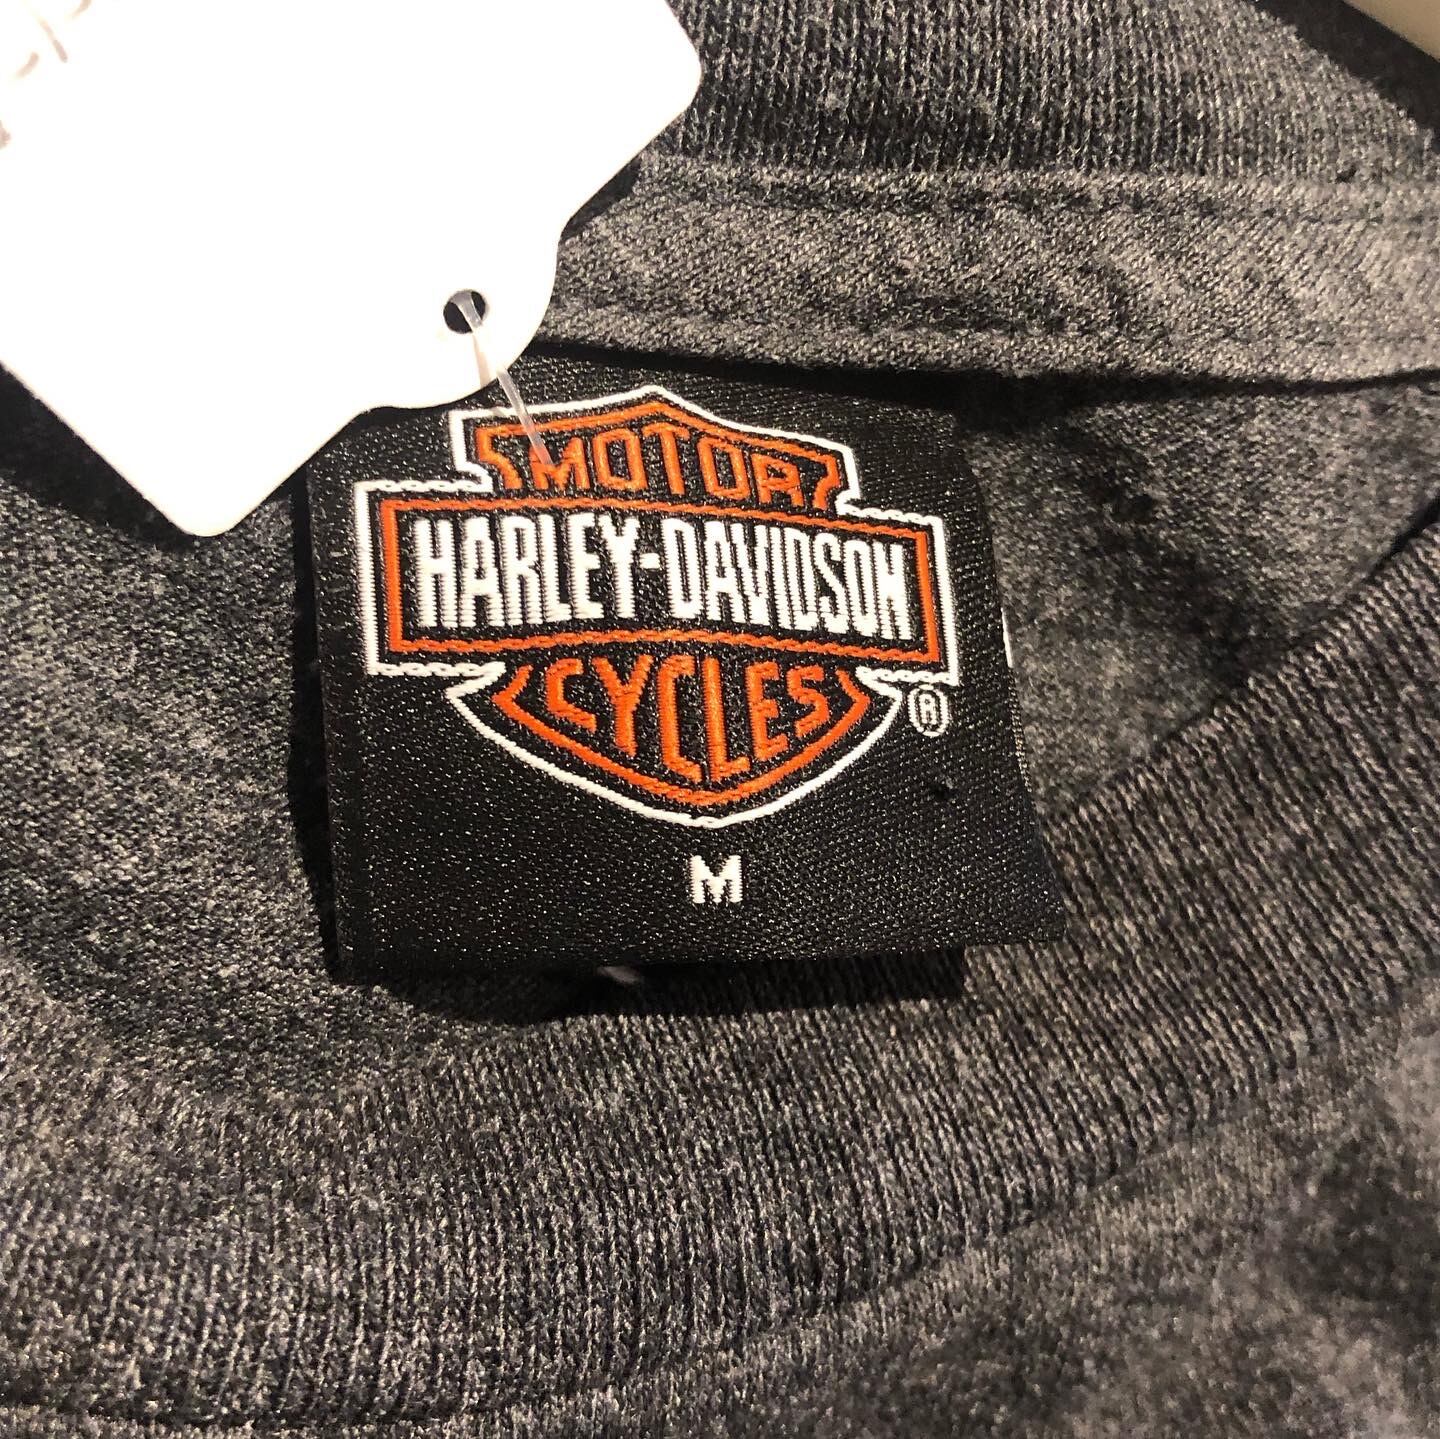 MOTOR
HARLEY-DAVIDSON
CYCLES
®
M